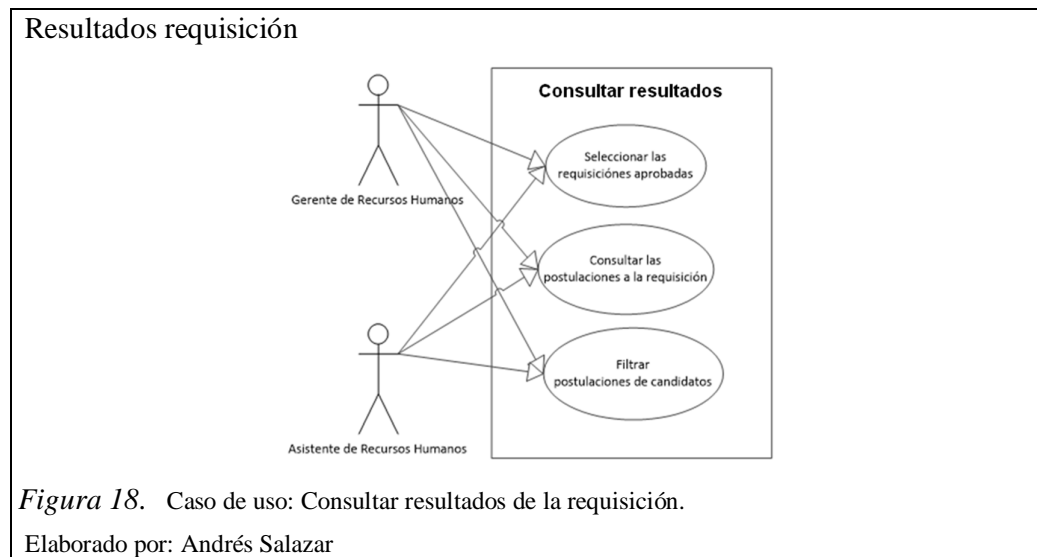 Resultados requisición
Consultar resultados
Seleccionar las
requisiciónes aprobadas
Gerente de Recursos Humanos
Consultar las
postulaciones a la requisición
Filtrar
postulaciones de candidatos
Asistente de Recursos Humanos
Figura 18. Caso de uso: Consultar resultados de la requisición.
Elaborado por: Andrés Salazar